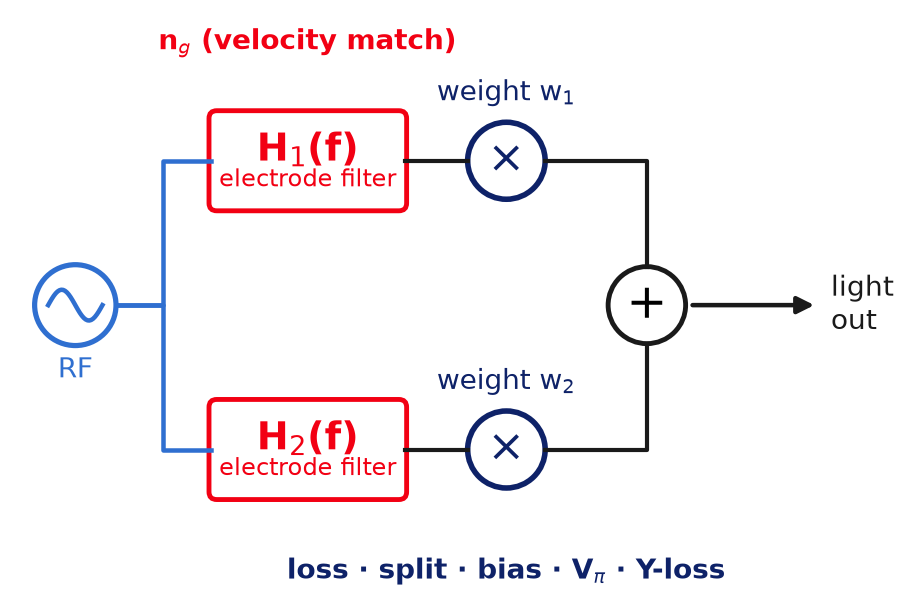 n_g (velocity match)
weight w₁
H₁(f)
electrode filter
×
light
out
+
RF
weight w₂
H₂(f)
electrode filter
×
loss · split · bias · V_π · Y-loss